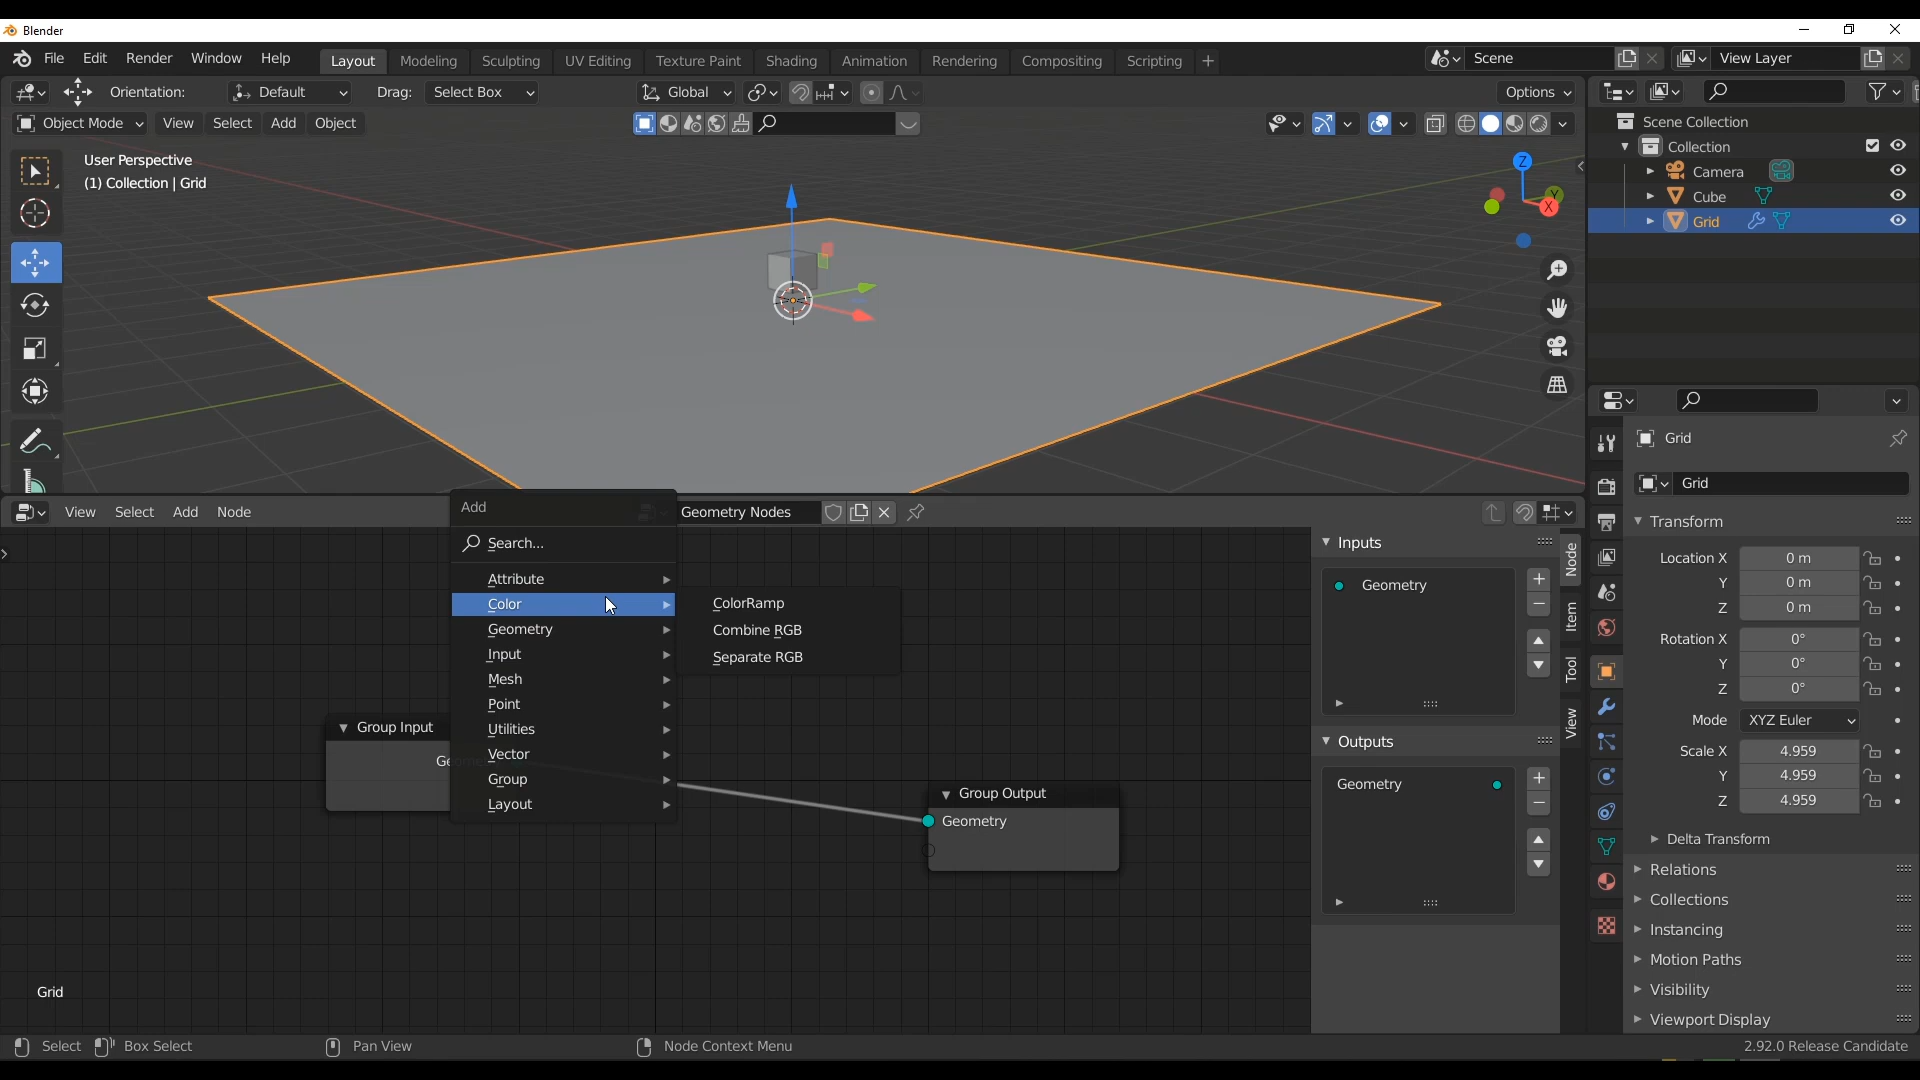 Blender
File Edit Render Window Help Layout Modeling Sculpting UV Editing Texture Paint Shading Animation Rendering Compositing Scripting + Scene View Layer
Orientation: Default Drag: Select Box Global Options
Object Mode View Select Add Object
User Perspective
(1) Collection | Grid
Z
Y
X
Scene Collection
Collection
Camera
Cube
Grid
Grid
Grid
Transform
Location X 0 m
Y 0 m
Z 0 m
Rotation X 0°
Y 0°
Z 0°
Mode XYZ Euler
Scale X 4.959
Y 4.959
Z 4.959
Delta Transform
Relations
Collections
Instancing
Motion Paths
Visibility
Viewport Display
View Select Add Node
Geometry Nodes
Add
Search...
Attribute
Color
Geometry
Input
Mesh
Point
Utilities
Vector
Group
Layout
ColorRamp
Combine RGB
Separate RGB
Group Input
Group Output
Geometry
Inputs
Geometry
Outputs
Geometry
Node
Item
Tool
View
Grid
Select Box Select Pan View Node Context Menu 2.92.0 Release Candidate